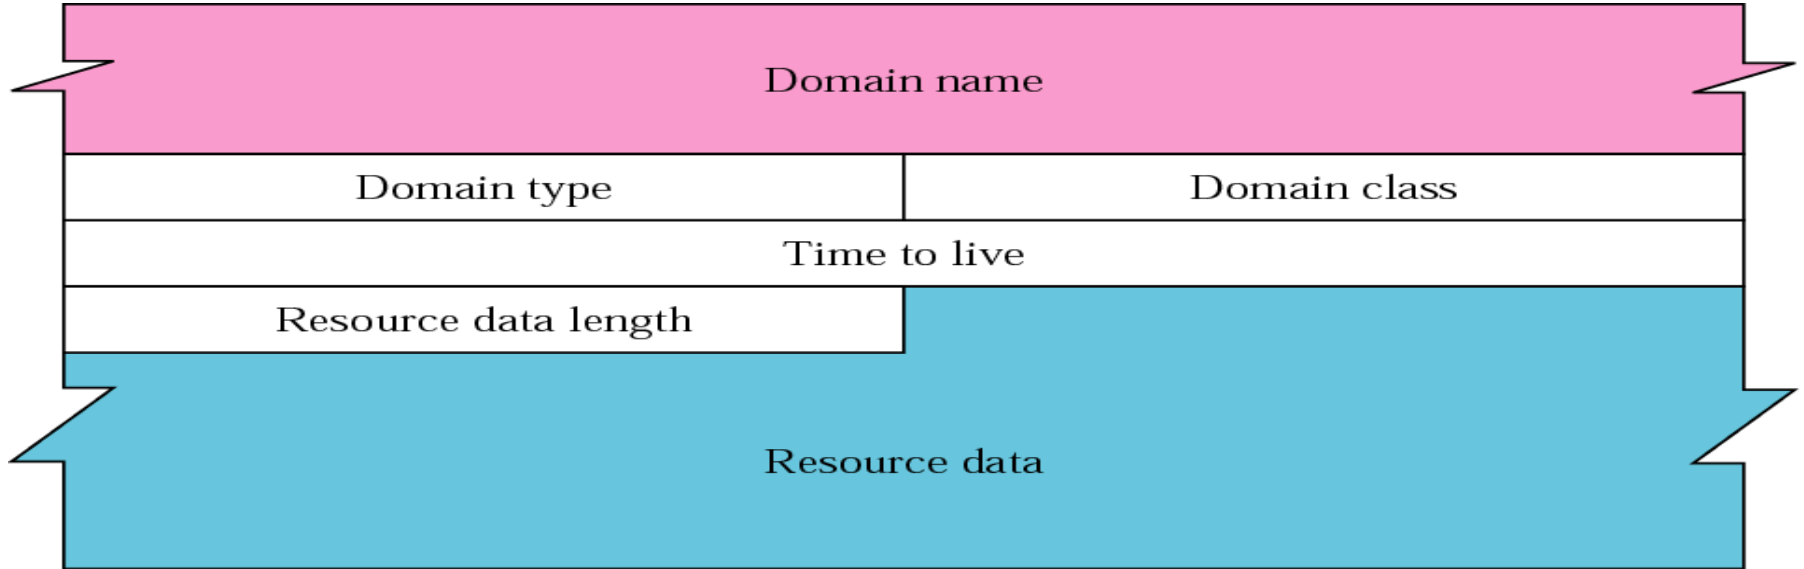 Domain name
Domain type
Domain class
Time to live
Resource data length
Resource data